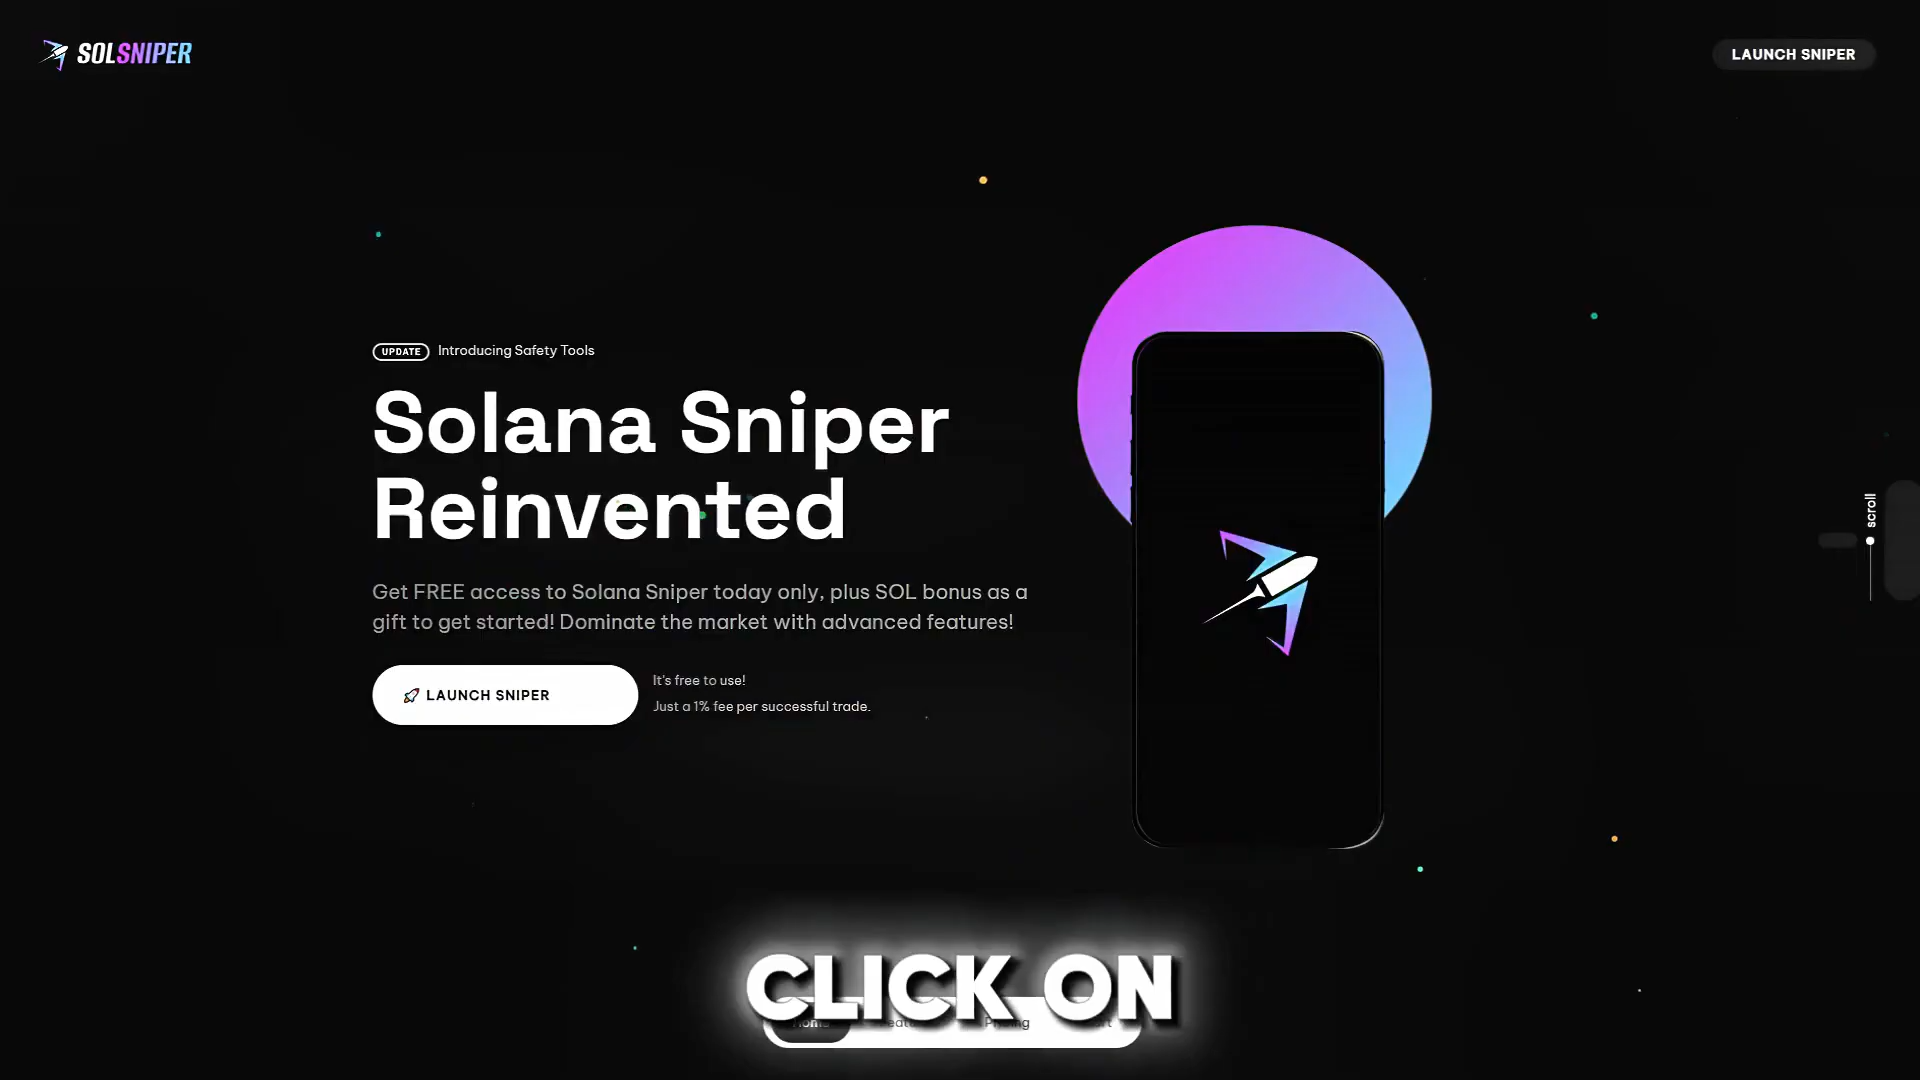 SOLSNIPER
LAUNCH SNIPER
UPDATE Introducing Safety Tools
Solana Sniper
Reinvented
Get FREE access to Solana Sniper today only, plus SOL bonus as a
gift to get started! Dominate the market with advanced features!
🚀 LAUNCH SNIPER
It's free to use!
Just a 1% fee per successful trade.
scroll
CLICK ON
Home
Pricing